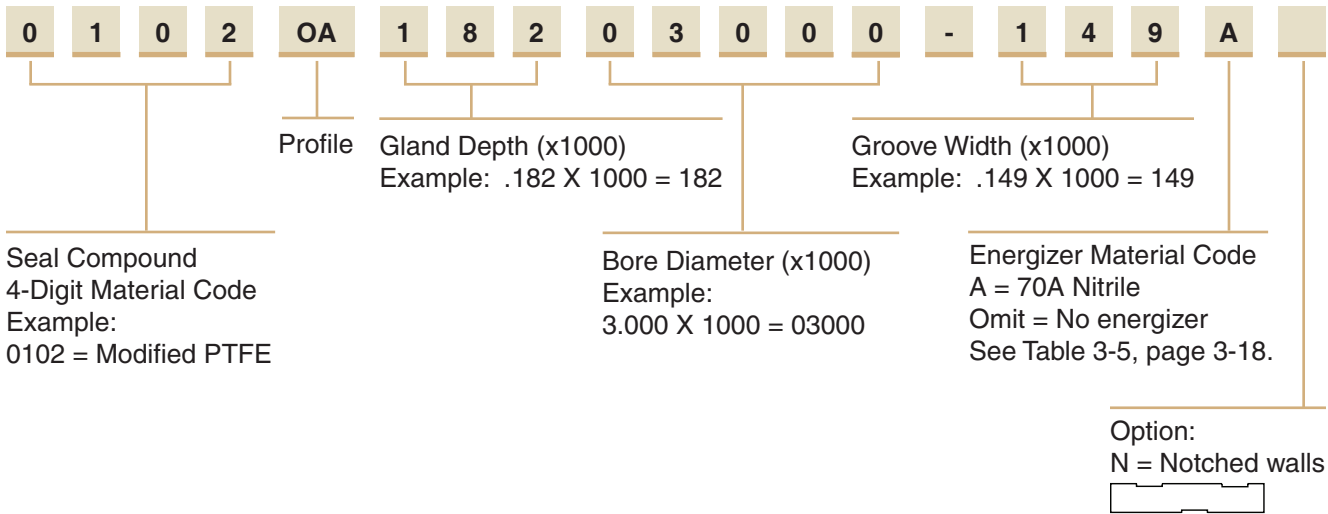 0 1 0 2 OA 1 8 2 0 3 0 0 0 - 1 4 9 A
Profile
Gland Depth (x1000)
Example: .182 X 1000 = 182
Groove Width (x1000)
Example: .149 X 1000 = 149
Seal Compound
4-Digit Material Code
Example:
0102 = Modified PTFE
Bore Diameter (x1000)
Example:
3.000 X 1000 = 03000
Energizer Material Code
A = 70A Nitrile
Omit = No energizer
See Table 3-5, page 3-18.
Option:
N = Notched walls